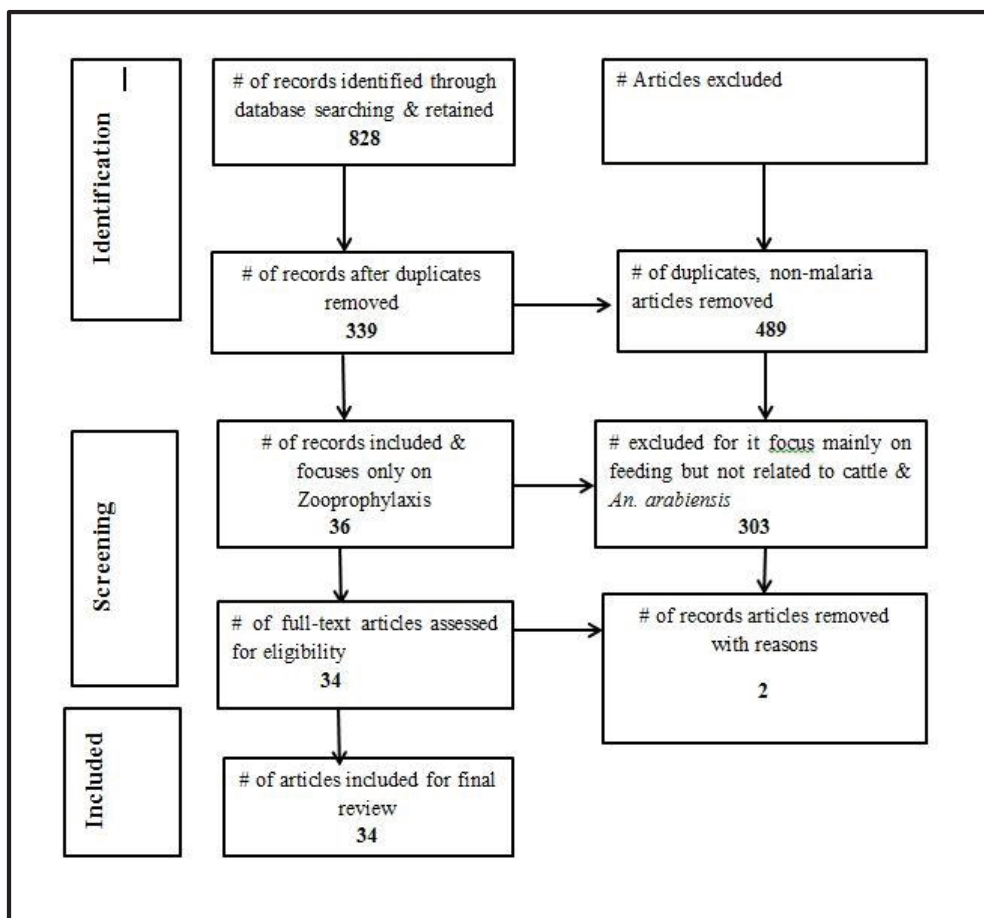 Identification
# of records identified through
database searching & retained
828
# Articles excluded
# of records after duplicates
removed
339
# of duplicates, non-malaria
articles removed
489
Screening
# of records included &
focuses only on
Zooprophylaxis
36
# excluded for it focus mainly on
feeding but not related to cattle &
An. arabiensis
303
# of full-text articles assessed
for eligibility
34
# of records articles removed
with reasons
2
Included
# of articles included for final
review
34